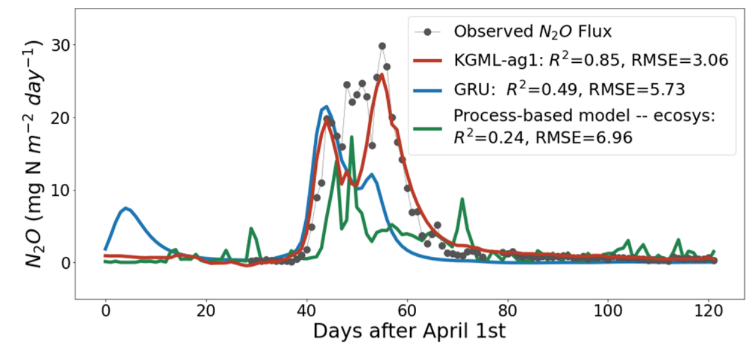 Observed N₂O Flux
KGML-ag1: R²=0.85, RMSE=3.06
GRU:  R²=0.49, RMSE=5.73
Process-based model -- ecosys:
R²=0.24, RMSE=6.96
N₂O (mg N m⁻² day⁻¹)
30
20
10
0
0 20 40 60 80 100 120
Days after April 1st